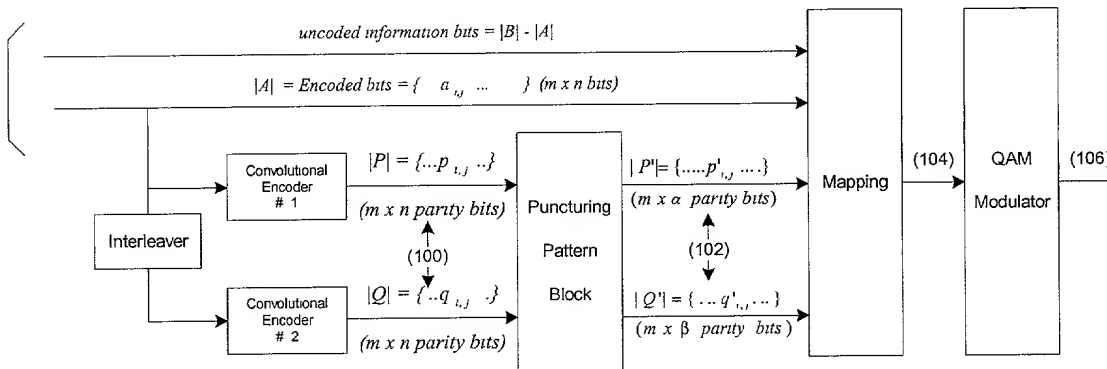 uncoded information bits = |B| - |A|
|A| = Encoded bits = { a i,j ... } (m x n bits)
Convolutional
Encoder
# 1
|P| = {...p i,j ..}
(m x n parity bits)
Interleaver
(100)
|Q| = { ..q i,j .}
Convolutional
Encoder
# 2
(m x n parity bits)
Puncturing
Pattern
Block
| P'|= {.....p' i,j ....}
(m x α parity bits)
(102)
| Q'|= { ... q' i,j ... }
(m x β parity bits)
Mapping
(104)
QAM
Modulator
(106)